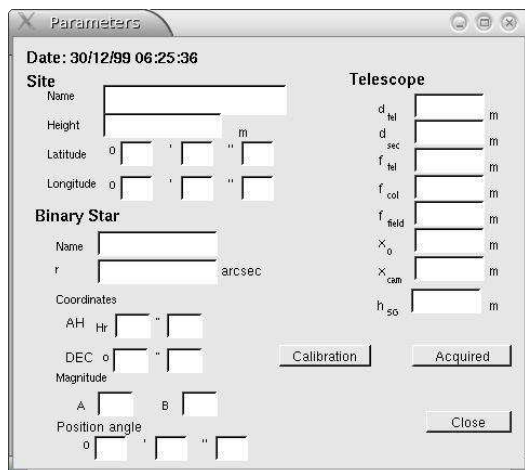 Parameters
Date: 30/12/99 06:25:36
Site
Name
Height m
Latitude o ' "
Longitude o ' "
Binary Star
Name
r arcsec
Coordinates
AH Hr "
DEC o "
Magnitude
A B
Position angle
o ' "
Telescope
d tel m
d sec m
f tel m
f col m
f field m
x 0 m
x cam m
h SG m
Calibration Acquired
Close